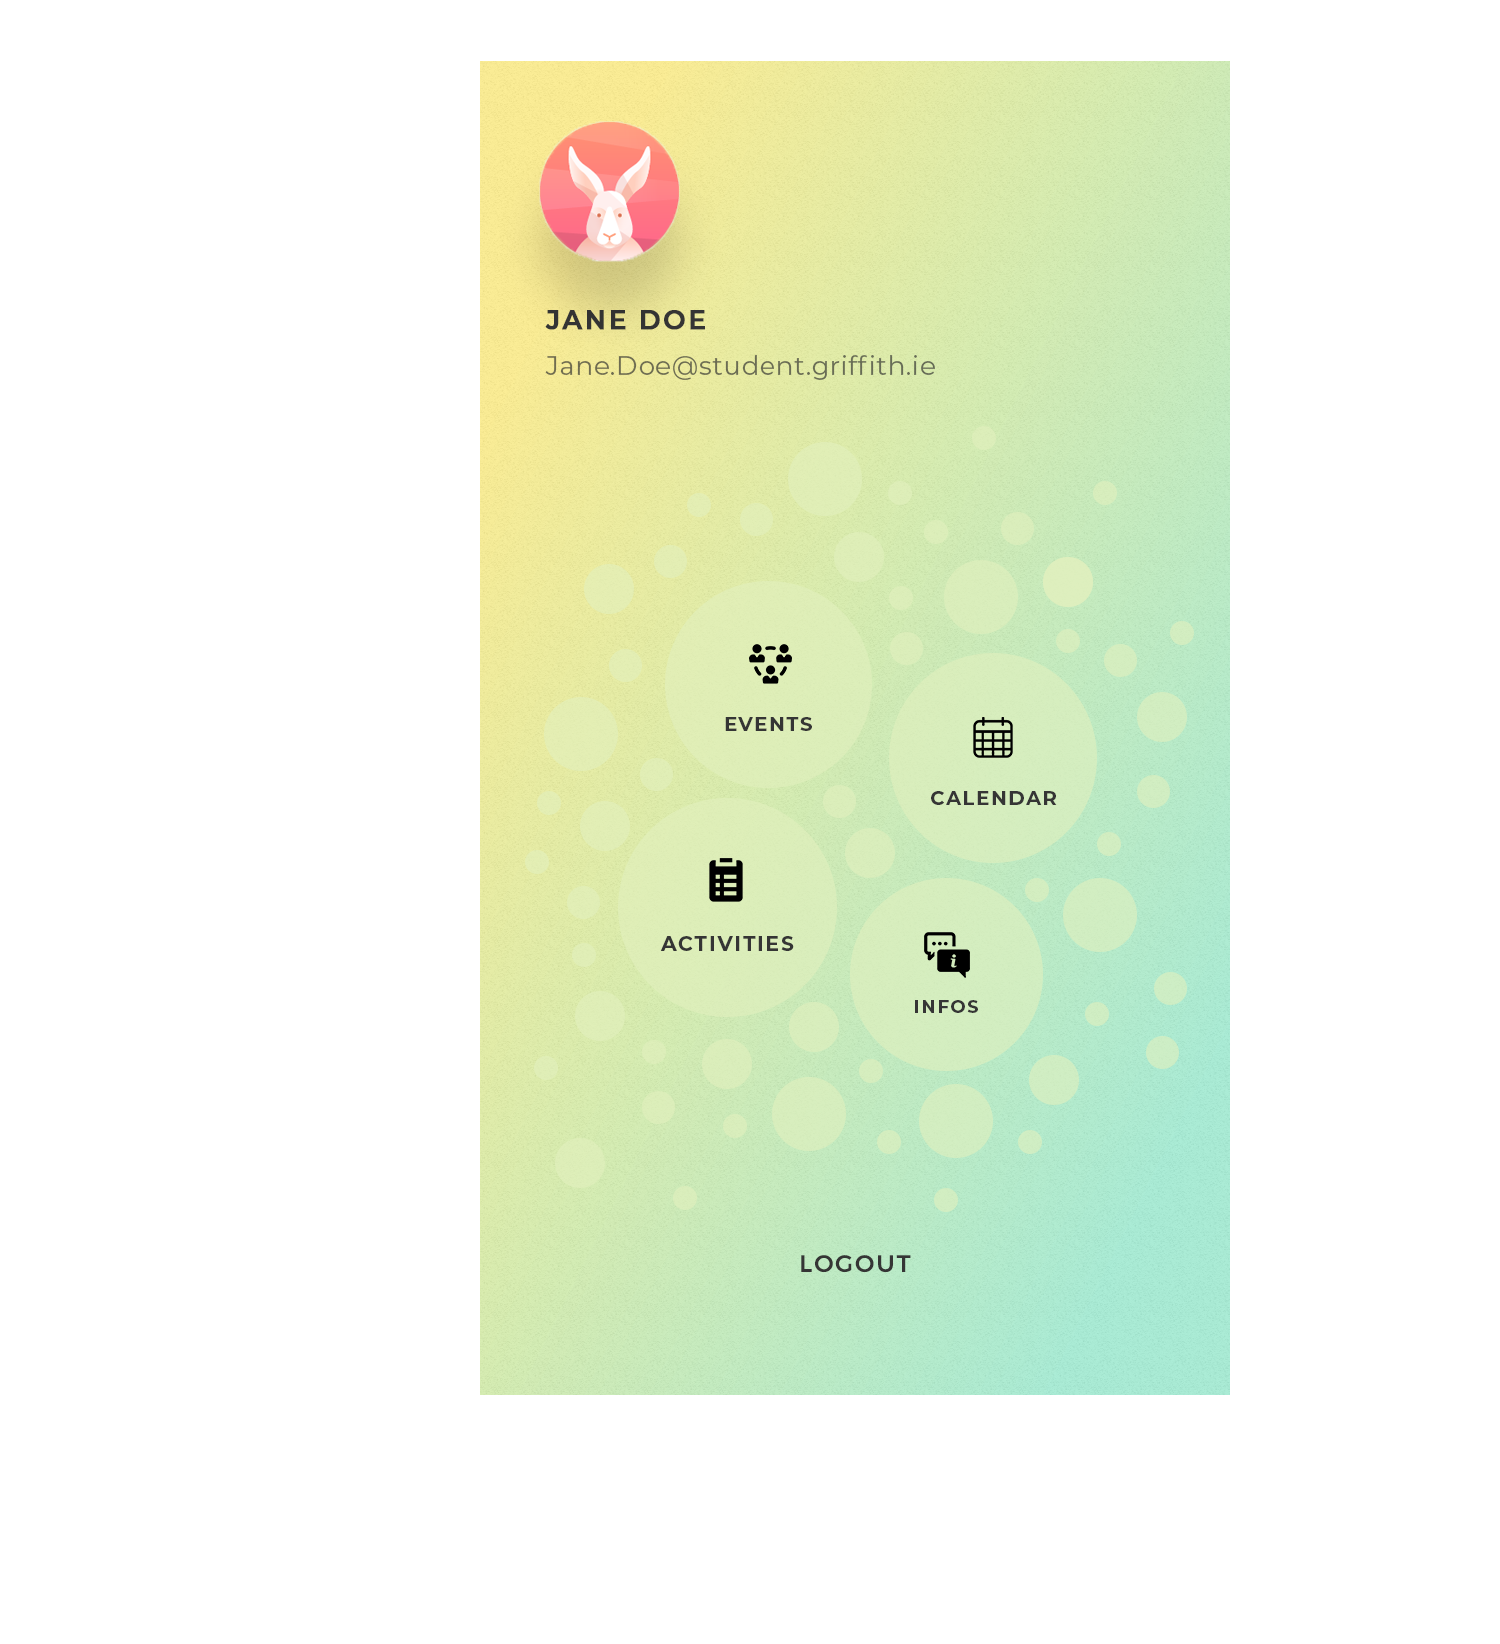 JANE DOE
Jane.Doe@student.griffith.ie
EVENTS
CALENDAR
ACTIVITIES
i
INFOS
LOGOUT